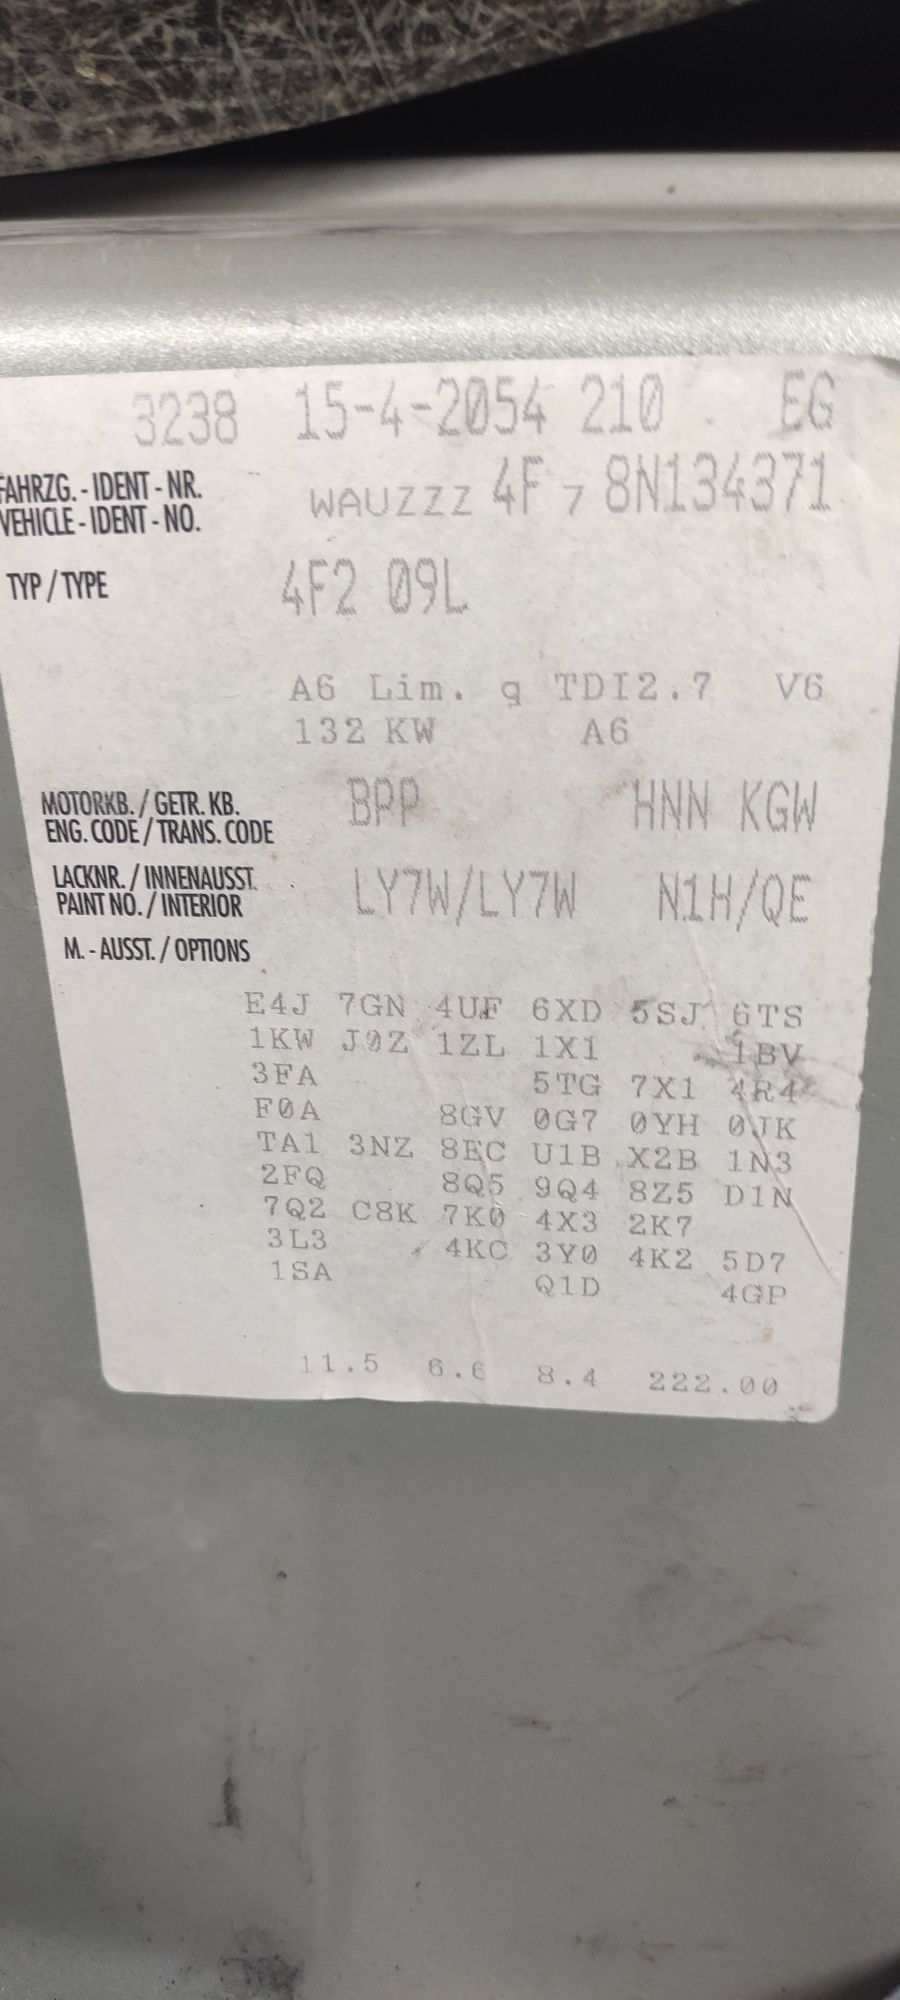 3238 15-4-2054 210 EG
FAHRZG. - IDENT - NR.
VEHICLE - IDENT - NO. WAUZZZ 4F 7 8N134371
TYP / TYPE 4F2 09L
A6 Lim. q TDI2.7 V6
132 KW A6
MOTORKB. / GETR. KB.
ENG. CODE / TRANS. CODE BPP HNN KGW
LACKNR. / INNENAUSST.
PAINT NO. / INTERIOR LY7W/LY7W N1H/QE
M. - AUSST. / OPTIONS
E4J 7GN 4UF 6XD 5SJ 6TS
1KW J0Z 1ZL 1X1 1BV
3FA 5TG 7X1 4R4
F0A 8GV 0G7 0YH 0JK
TA1 3NZ 8EC U1B X2B 1N3
2FQ 8Q5 9Q4 8Z5 D1N
7Q2 C8K 7K0 4X3 2K7
3L3 4KC 3Y0 4K2 5D7
1SA Q1D 4GP
11.5 6.6 8.4 222.00